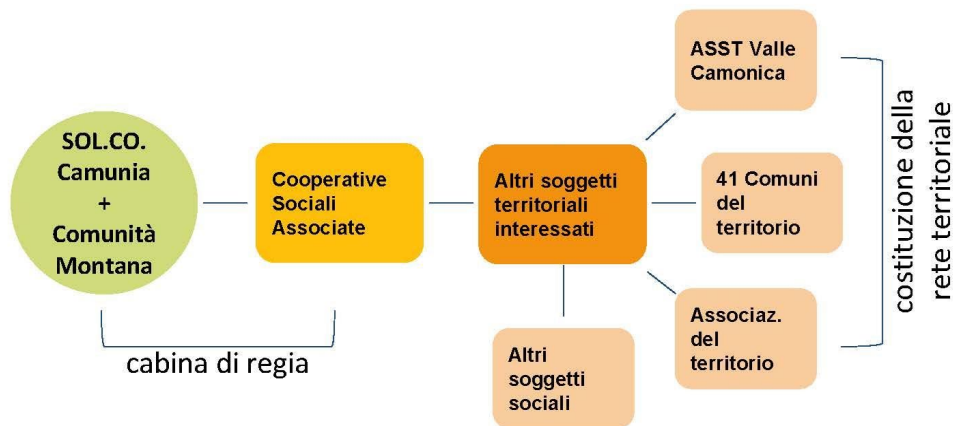 SOL.CO.
Camunia
+
Comunità
Montana
Cooperative
Sociali
Associate
cabina di regia
Altri soggetti
territoriali
interessati
Altri
soggetti
sociali
ASST Valle
Camonica
41 Comuni
del
territorio
Associaz.
del
territorio
costituzione della
rete territoriale